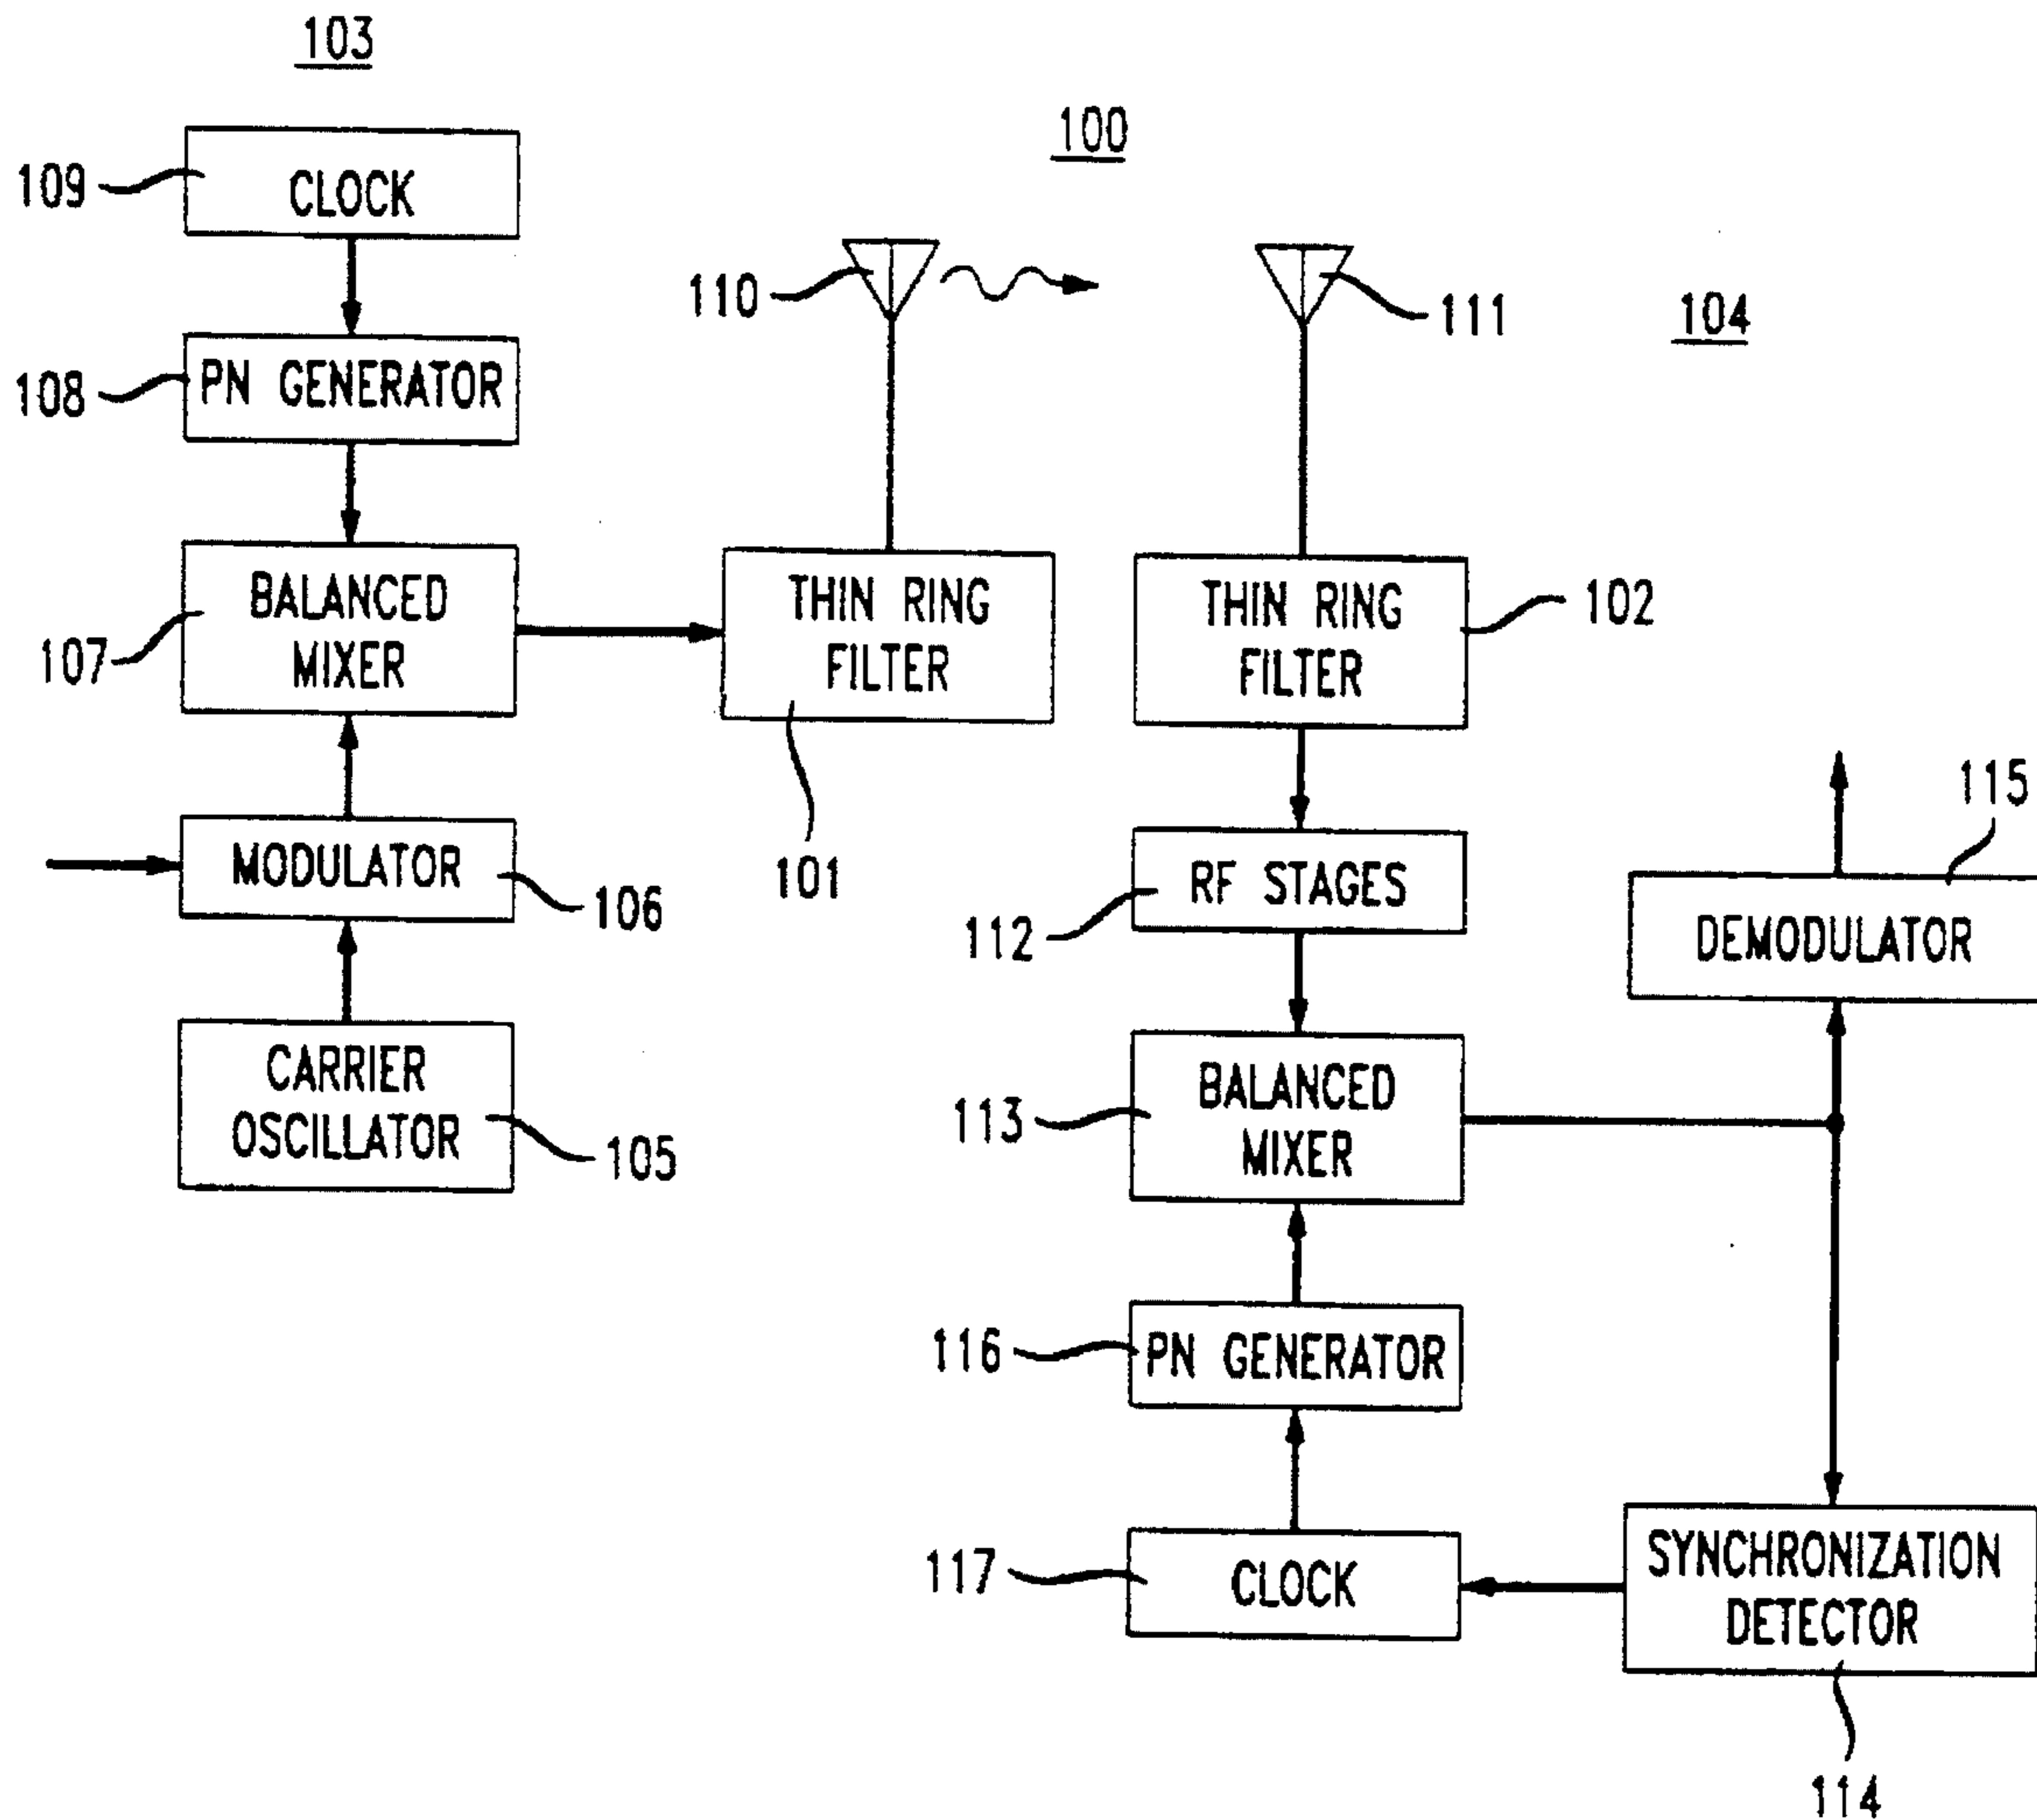 103
109
CLOCK
108
PN GENERATOR
107
BALANCED
MIXER
MODULATOR
106
CARRIER
OSCILLATOR
105
100
110
THIN RING
FILTER
101
111
104
THIN RING
FILTER
102
RF STAGES
112
BALANCED
MIXER
113
116
PN GENERATOR
117
CLOCK
115
DEMODULATOR
SYNCHRONIZATION
DETECTOR
114